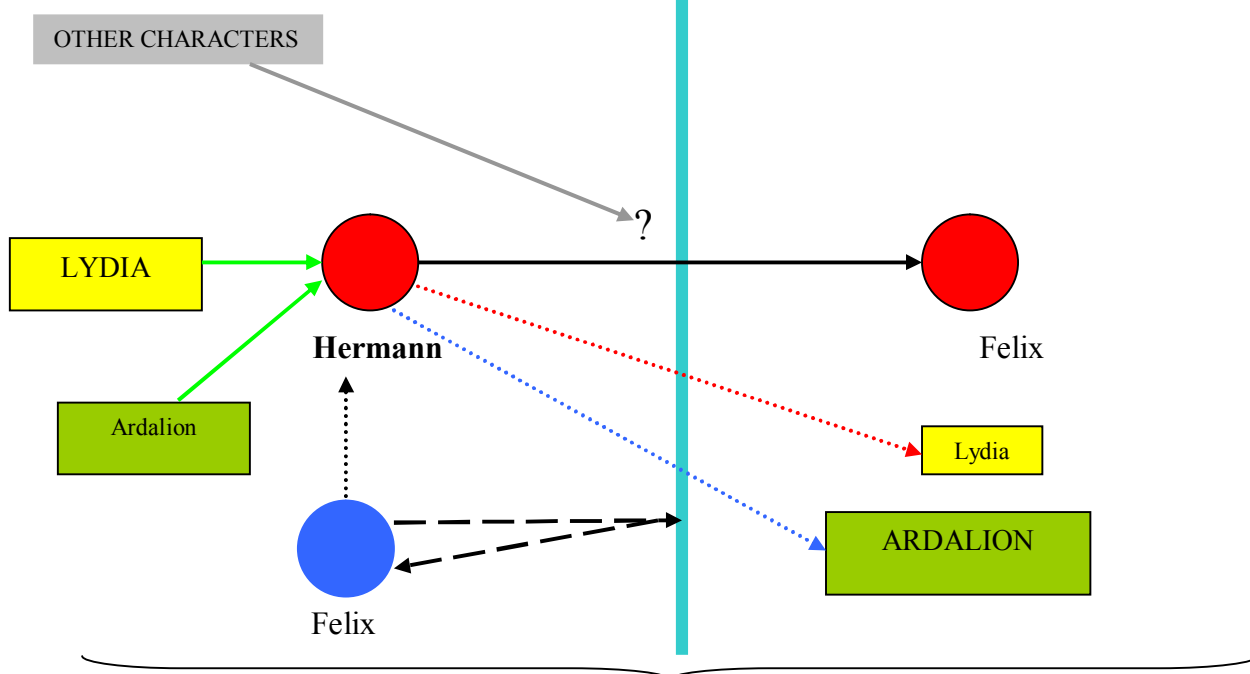 OTHER CHARACTERS
?
LYDIA
Hermann
Felix
Ardalion
Lydia
ARDALION
Felix